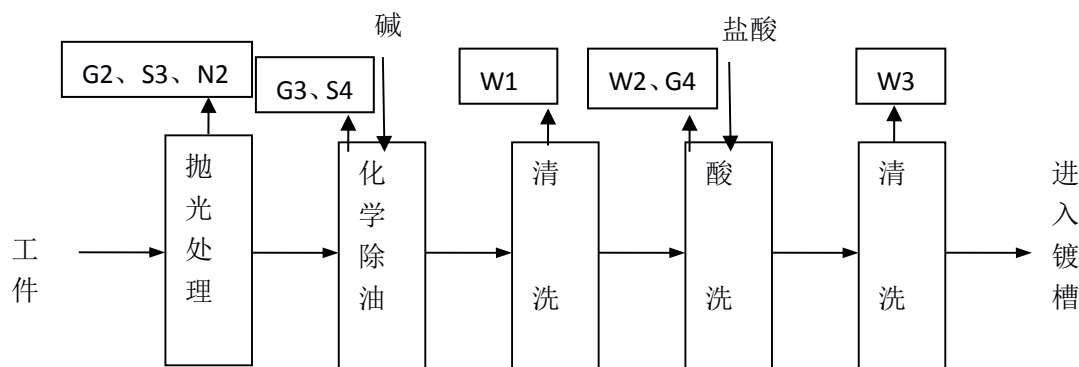 碱
盐酸
G2、S3、N2
G3、S4
W1
W2、G4
W3
工件
抛光处理
化学除油
清洗
酸洗
清洗
进入镀槽